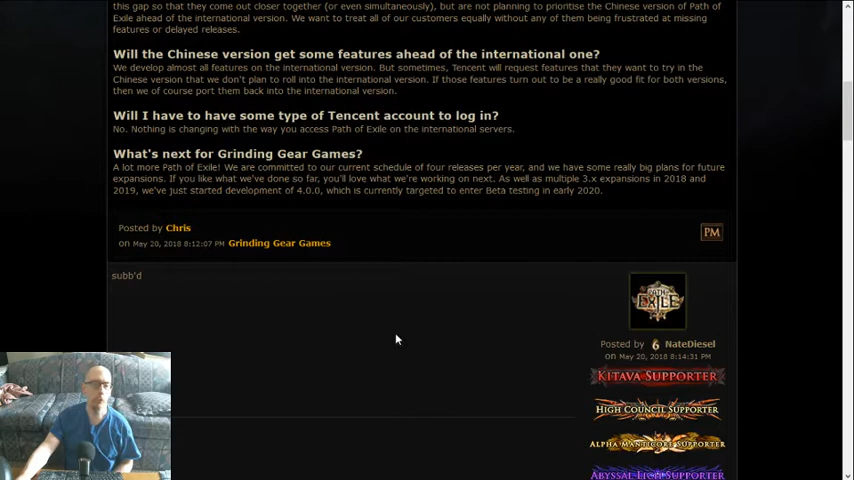 this gap so that they come out closer together (or even simultaneously), but are not planning to prioritise the Chinese version of Path of
Exile ahead of the international version. We want to treat all of our customers equally without any of them being frustrated at missing
features or delayed releases.
Will the Chinese version get some features ahead of the international one?
We develop almost all features on the international version. But sometimes, Tencent will request features that they want to try in the
Chinese version that we don't plan to roll into the international version. If those features turn out to be a really good fit for both versions,
then we of course port them back into the international version.
Will I have to have some type of Tencent account to log in?
No. Nothing is changing with the way you access Path of Exile on the international servers.
What's next for Grinding Gear Games?
A lot more Path of Exile! We are committed to our current schedule of four releases per year, and we have some really big plans for future
expansions. If you like what we've done so far, you'll love what we're working on next. As well as multiple 3.x expansions in 2018 and
2019, we've just started development of 4.0.0, which is currently targeted to enter Beta testing in early 2020.
Posted by Chris
on May 20, 2018 8:12:07 PM Grinding Gear Games
PM
subb'd
PATH OF EXILE
Posted by 6 NateDiesel
on May 20, 2018 8:14:31 PM
KITAVA SUPPORTER
HIGH COUNCIL SUPPORTER
ALPHA MANTICORE SUPPORTER
ABYSSAL LICH SUPPORTER